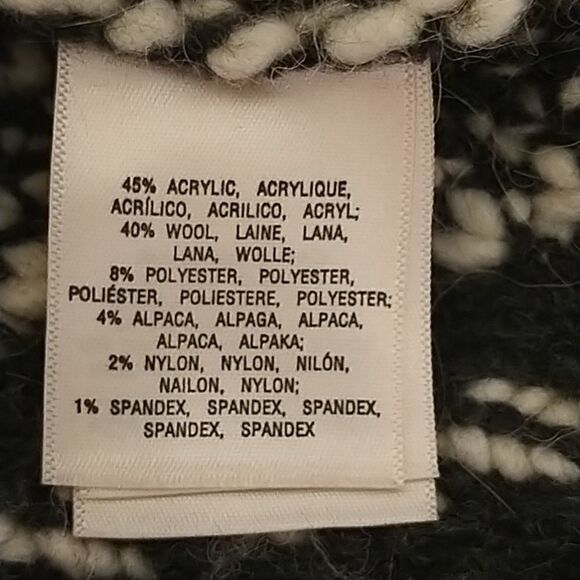 45% ACRYLIC, ACRYLIQUE,
ACRÍLICO, ACRILICO, ACRYL;
40% WOOL, LAINE, LANA,
LANA, WOLLE;
8% POLYESTER, POLYESTER,
POLIÉSTER, POLIESTERE, POLYESTER;
4% ALPACA, ALPAGA, ALPACA,
ALPACA, ALPAKA;
2% NYLON, NYLON, NILÓN,
NAILON, NYLON;
1% SPANDEX, SPANDEX, SPANDEX,
SPANDEX, SPANDEX